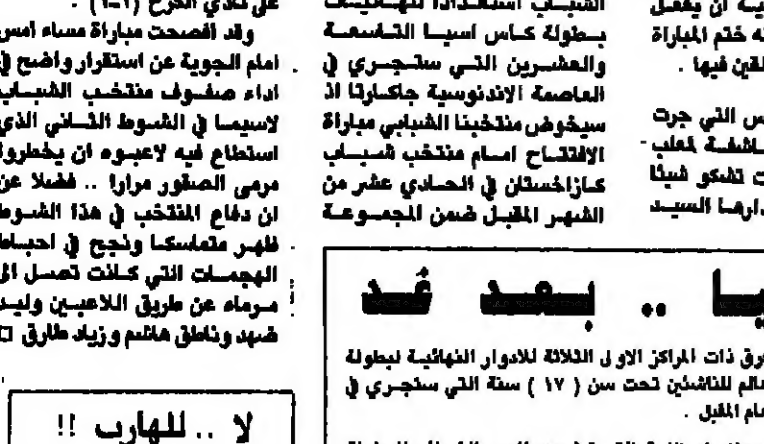 على نادي الكرخ (١-٢) .
وقد افصحت مباراة مساء امس
امام الجوية عن استقرار واضح في
اداء صفوف منتخب الشباب
لاسيما في الشوط الثاني الذي
استطاع فيه لاعبوه ان يخطروا
مرمى الصقور مرارا .. فضلا عن
ان دفاع المنتخب في هذا الشوط
ظهر متماسكا ونجح في احباط
الهجمات التي كانت تصل الى
مرماه عن طريق اللاعبين وليد
ضهد وناطق هاشم وزياد طارق
لا .. للهارب !!
الشباب استعدادا لنهائيات
بطولة كاس اسيا التاسعة
والعشرين التي ستجري في
العاصمة الاندنوسية جاكارتا اذ
سيخوض منتخبنا الشبابي مباراة
الافتتاح امام منتخب شباب
كازاخستان في الحادي عشر من
الشهر المقبل ضمن المجموعة
ان يفعل
ختم المباراة
فيها .
التي جرت
لملعب
تشكو شيئا
السيد
.. بعد غد
ذات المراكز الاولى الثلاثة للادوار النهائية لبطولة
للناشئين تحت سن ( ١٧ ) سنة التي ستجري في
المقبل .